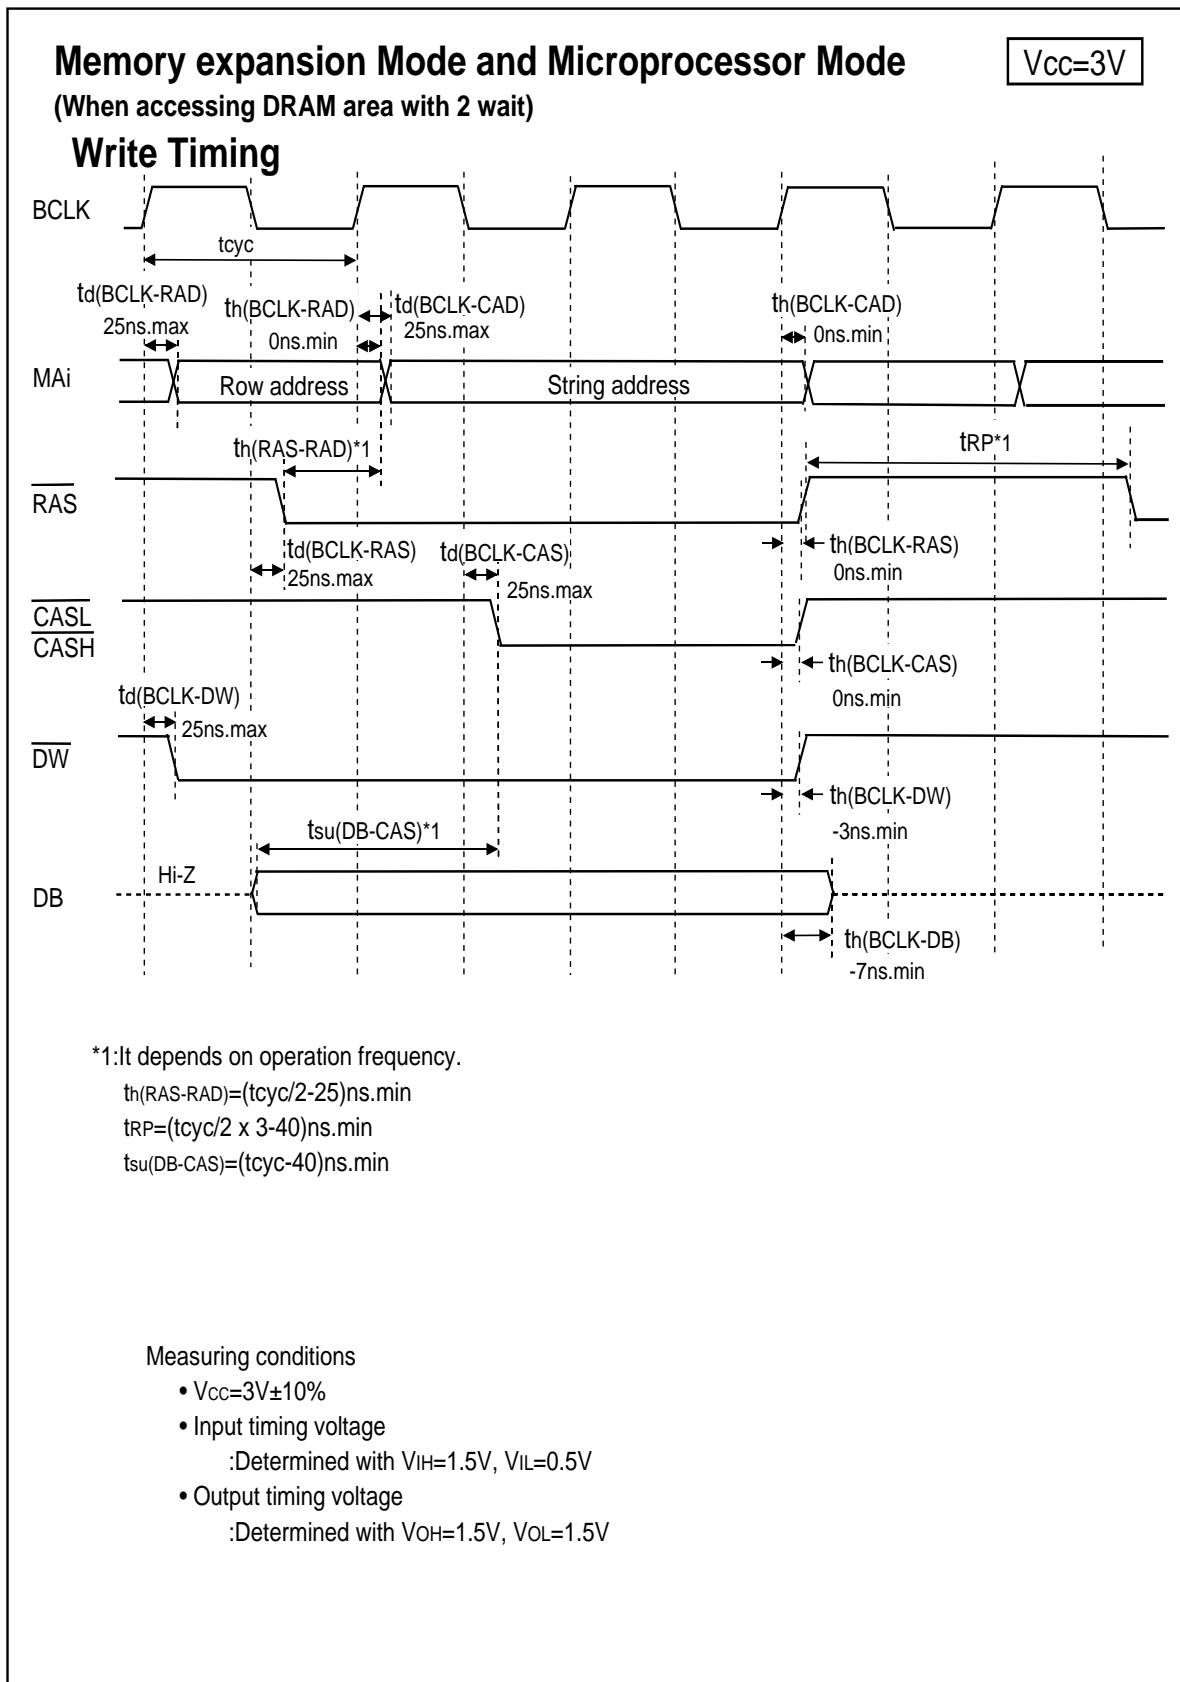 Memory expansion Mode and Microprocessor Mode
Vcc=3V
(When accessing DRAM area with 2 wait)
Write Timing
BCLK
tcyc
td(BCLK-RAD)
25ns.max
th(BCLK-RAD)
0ns.min
td(BCLK-CAD)
25ns.max
th(BCLK-CAD)
0ns.min
MAi
Row address
String address
th(RAS-RAD)*1
tRP*1
RAS
td(BCLK-RAS)
25ns.max
td(BCLK-CAS)
25ns.max
th(BCLK-RAS)
0ns.min
CASL
CASH
th(BCLK-CAS)
0ns.min
td(BCLK-DW)
25ns.max
DW
th(BCLK-DW)
-3ns.min
tsu(DB-CAS)*1
Hi-Z
DB
th(BCLK-DB)
-7ns.min
*1:It depends on operation frequency.
th(RAS-RAD)=(tcyc/2-25)ns.min
tRP=(tcyc/2 x 3-40)ns.min
tsu(DB-CAS)=(tcyc-40)ns.min
Measuring conditions
• VCC=3V±10%
• Input timing voltage
:Determined with VIH=1.5V, VIL=0.5V
• Output timing voltage
:Determined with VOH=1.5V, VOL=1.5V